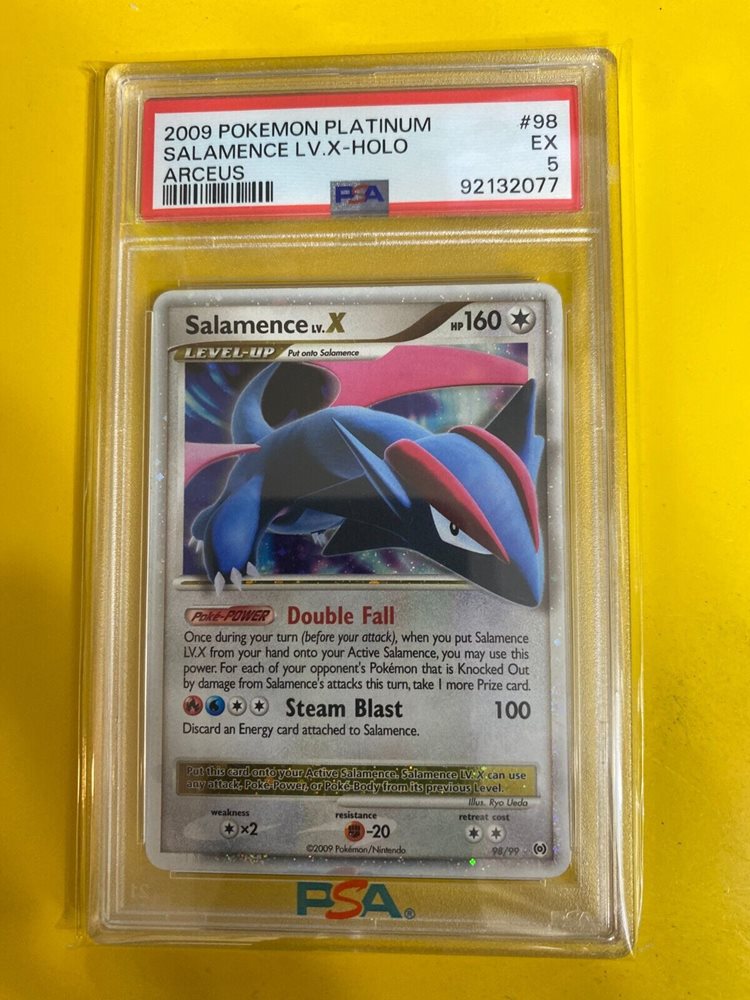 2009 POKEMON PLATINUM #98
SALAMENCE LV.X-HOLO EX
ARCEUS 5
PSA 92132077
Salamence LV.X HP160
LEVEL-UP Put onto Salamence
Poké-POWER Double Fall
Once during your turn (before your attack), when you put Salamence
LV.X from your hand onto your Active Salamence, you may use this
power. For each of your opponent's Pokémon that is Knocked Out
by damage from Salamence's attacks this turn, take 1 more Prize card.
Steam Blast 100
Discard an Energy card attached to Salamence.
Put this card onto your Active Salamence. Salamence LV.X can use
any attack, Poké-Power, or Poké-Body from its previous Level.
Illus. Ryo Ueda
weakness resistance retreat cost
×2 -20
©2009 Pokémon/Nintendo 98/99
PSA®